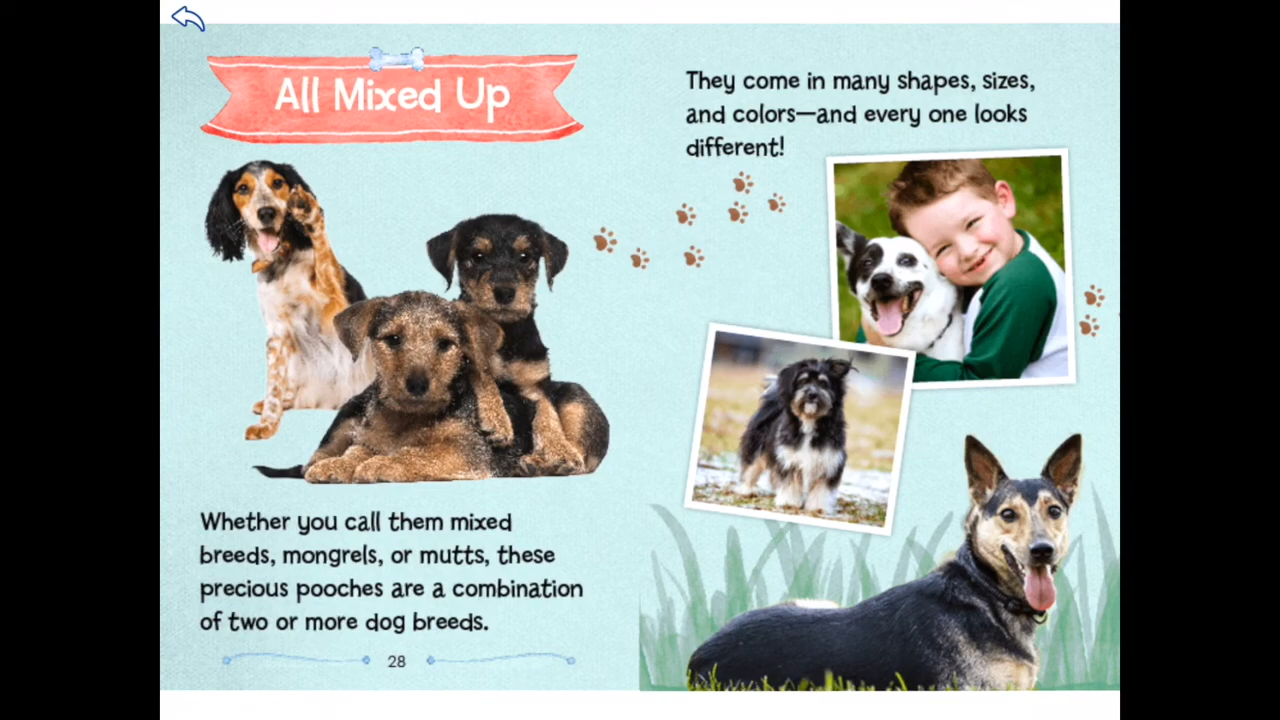 All Mixed Up
Whether you call them mixed
breeds, mongrels, or mutts, these
precious pooches are a combination
of two or more dog breeds.
28
They come in many shapes, sizes,
and colors—and every one looks
different!